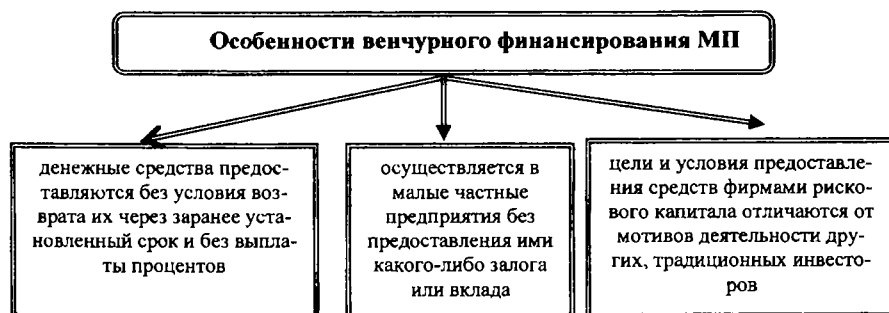 Особенности венчурного финансирования МП
денежные средства предос-
тавляются без условия воз-
врата их через заранее уста-
новленный срок и без выпла-
ты процентов
осуществляется в
малые частные
предприятия без
предоставления ими
какого-либо залога
или вклада
цели и условия предоставле-
ния средств фирмами риско-
вого капитала отличаются от
мотивов деятельности дру-
гих, традиционных инвесто-
ров